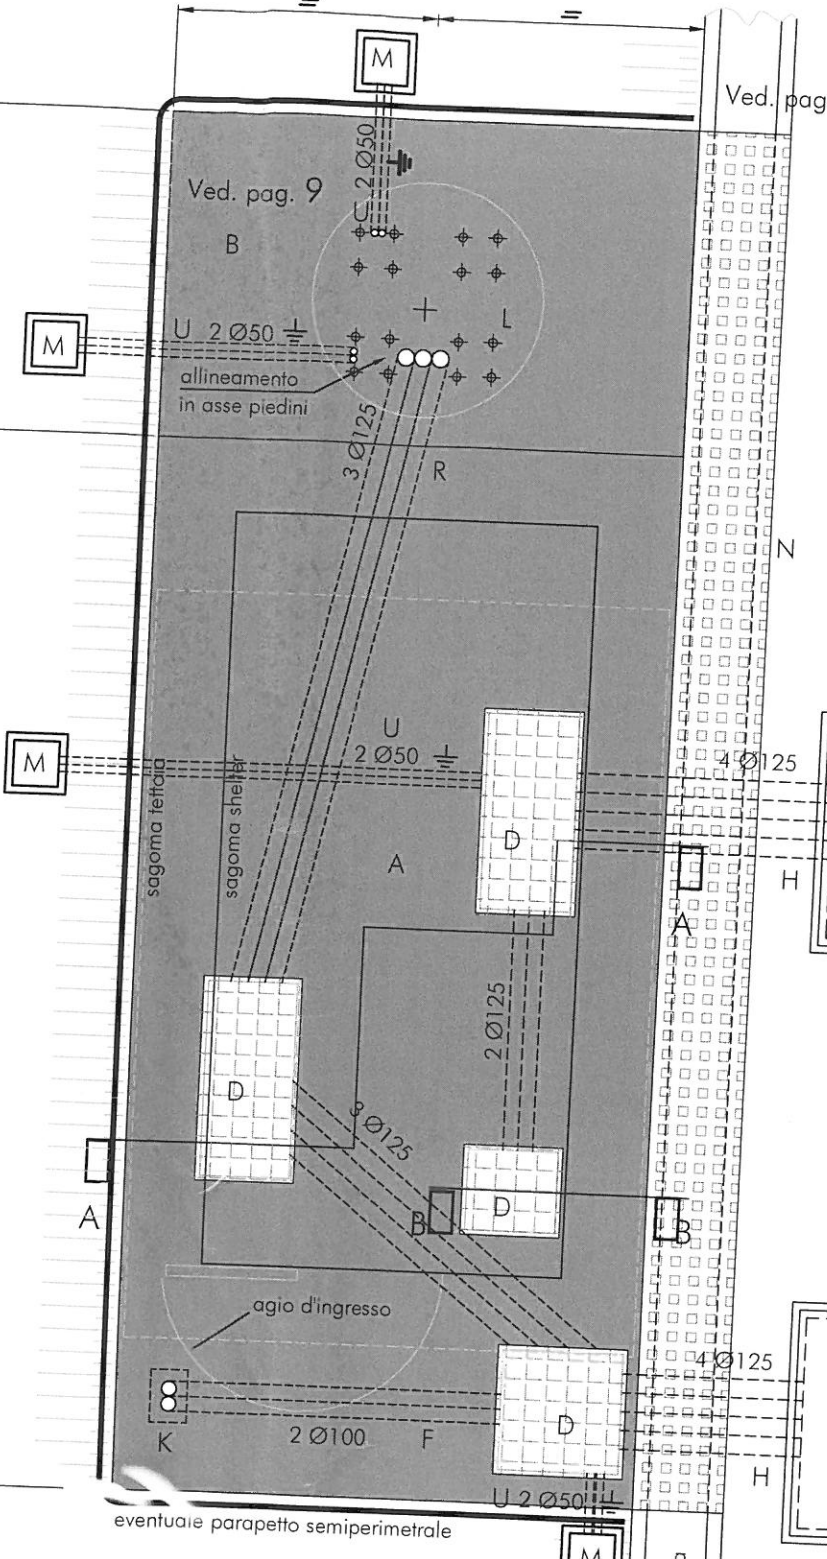 =
=
M
Ved. pag
U 2 Ø50
Ved. pag. 9
B
L
M
U 2 Ø50
allineamento
in asse piedini
3 Ø125
R
N
U
2 Ø50
M
4 Ø125
sagoma tettoia
sagoma shelter
D
A
H
A
2 Ø125
D
3 Ø125
A
D
B
B
agio d'ingresso
4 Ø125
D
K
2 Ø100
F
H
U 2 Ø50
eventuale parapetto semiperimetrale
M